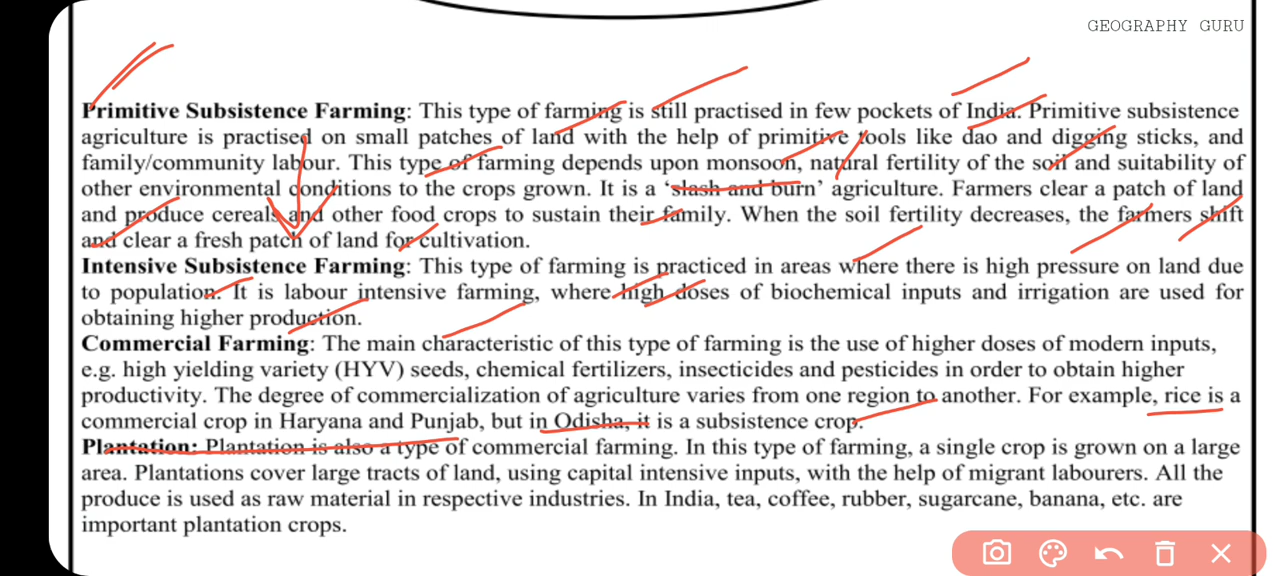 GEOGRAPHY GURU
Primitive Subsistence Farming: This type of farming is still practised in few pockets of India. Primitive subsistence
agriculture is practised on small patches of land with the help of primitive tools like dao and digging sticks, and
family/community labour. This type of farming depends upon monsoon, natural fertility of the soil and suitability of
other environmental conditions to the crops grown. It is a ‘slash and burn’ agriculture. Farmers clear a patch of land
and produce cereals and other food crops to sustain their family. When the soil fertility decreases, the farmers shift
and clear a fresh patch of land for cultivation.
Intensive Subsistence Farming: This type of farming is practiced in areas where there is high pressure on land due
to population. It is labour intensive farming, where high doses of biochemical inputs and irrigation are used for
obtaining higher production.
Commercial Farming: The main characteristic of this type of farming is the use of higher doses of modern inputs,
e.g. high yielding variety (HYV) seeds, chemical fertilizers, insecticides and pesticides in order to obtain higher
productivity. The degree of commercialization of agriculture varies from one region to another. For example, rice is a
commercial crop in Haryana and Punjab, but in Odisha, it is a subsistence crop.
Plantation: Plantation is also a type of commercial farming. In this type of farming, a single crop is grown on a large
area. Plantations cover large tracts of land, using capital intensive inputs, with the help of migrant labourers. All the
produce is used as raw material in respective industries. In India, tea, coffee, rubber, sugarcane, banana, etc. are
important plantation crops.